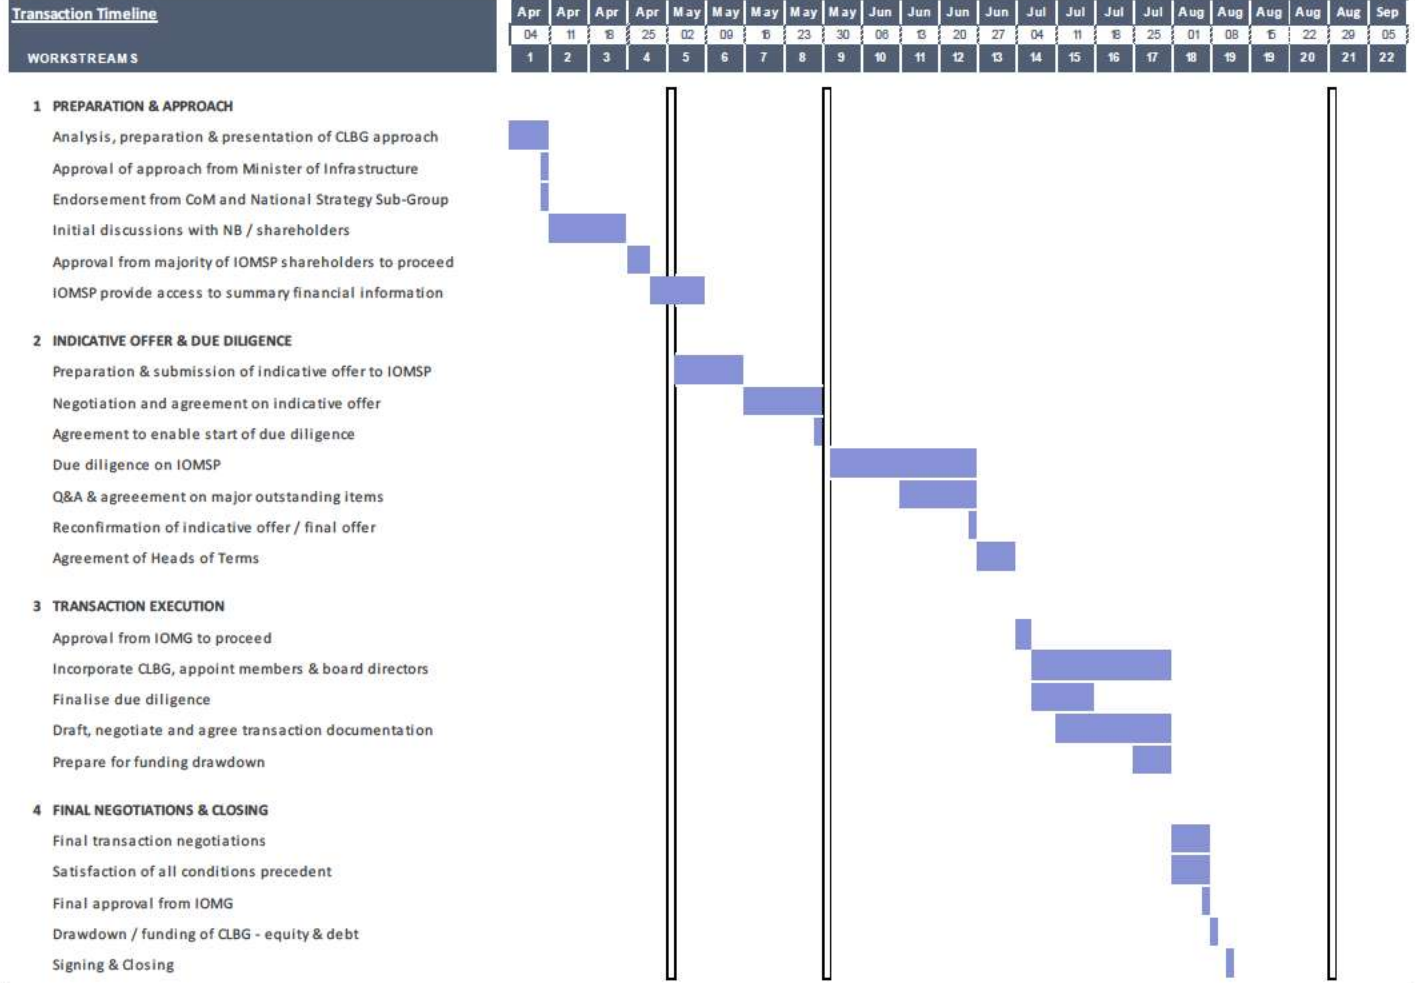 Transaction Timeline
Apr Apr Apr Apr May May May May May Jun Jun Jun Jun Jul Jul Jul Jul Aug Aug Aug Aug Aug Sep
04 11 18 25 02 09 16 23 30 06 13 20 27 04 11 18 25 01 08 15 22 29 05
WORKSTREAMS 1 2 3 4 5 6 7 8 9 10 11 12 13 14 15 16 17 18 19 19 20 21 22
1 PREPARATION & APPROACH
Analysis, preparation & presentation of CLBG approach
Approval of approach from Minister of Infrastructure
Endorsement from CoM and National Strategy Sub-Group
Initial discussions with NB / shareholders
Approval from majority of IOMSP shareholders to proceed
IOMSP provide access to summary financial information
2 INDICATIVE OFFER & DUE DILIGENCE
Preparation & submission of indicative offer to IOMSP
Negotiation and agreement on indicative offer
Agreement to enable start of due diligence
Due diligence on IOMSP
Q&A & agreeement on major outstanding items
Reconfirmation of indicative offer / final offer
Agreement of Heads of Terms
3 TRANSACTION EXECUTION
Approval from IOMG to proceed
Incorporate CLBG, appoint members & board directors
Finalise due diligence
Draft, negotiate and agree transaction documentation
Prepare for funding drawdown
4 FINAL NEGOTIATIONS & CLOSING
Final transaction negotiations
Satisfaction of all conditions precedent
Final approval from IOMG
Drawdown / funding of CLBG - equity & debt
Signing & Closing